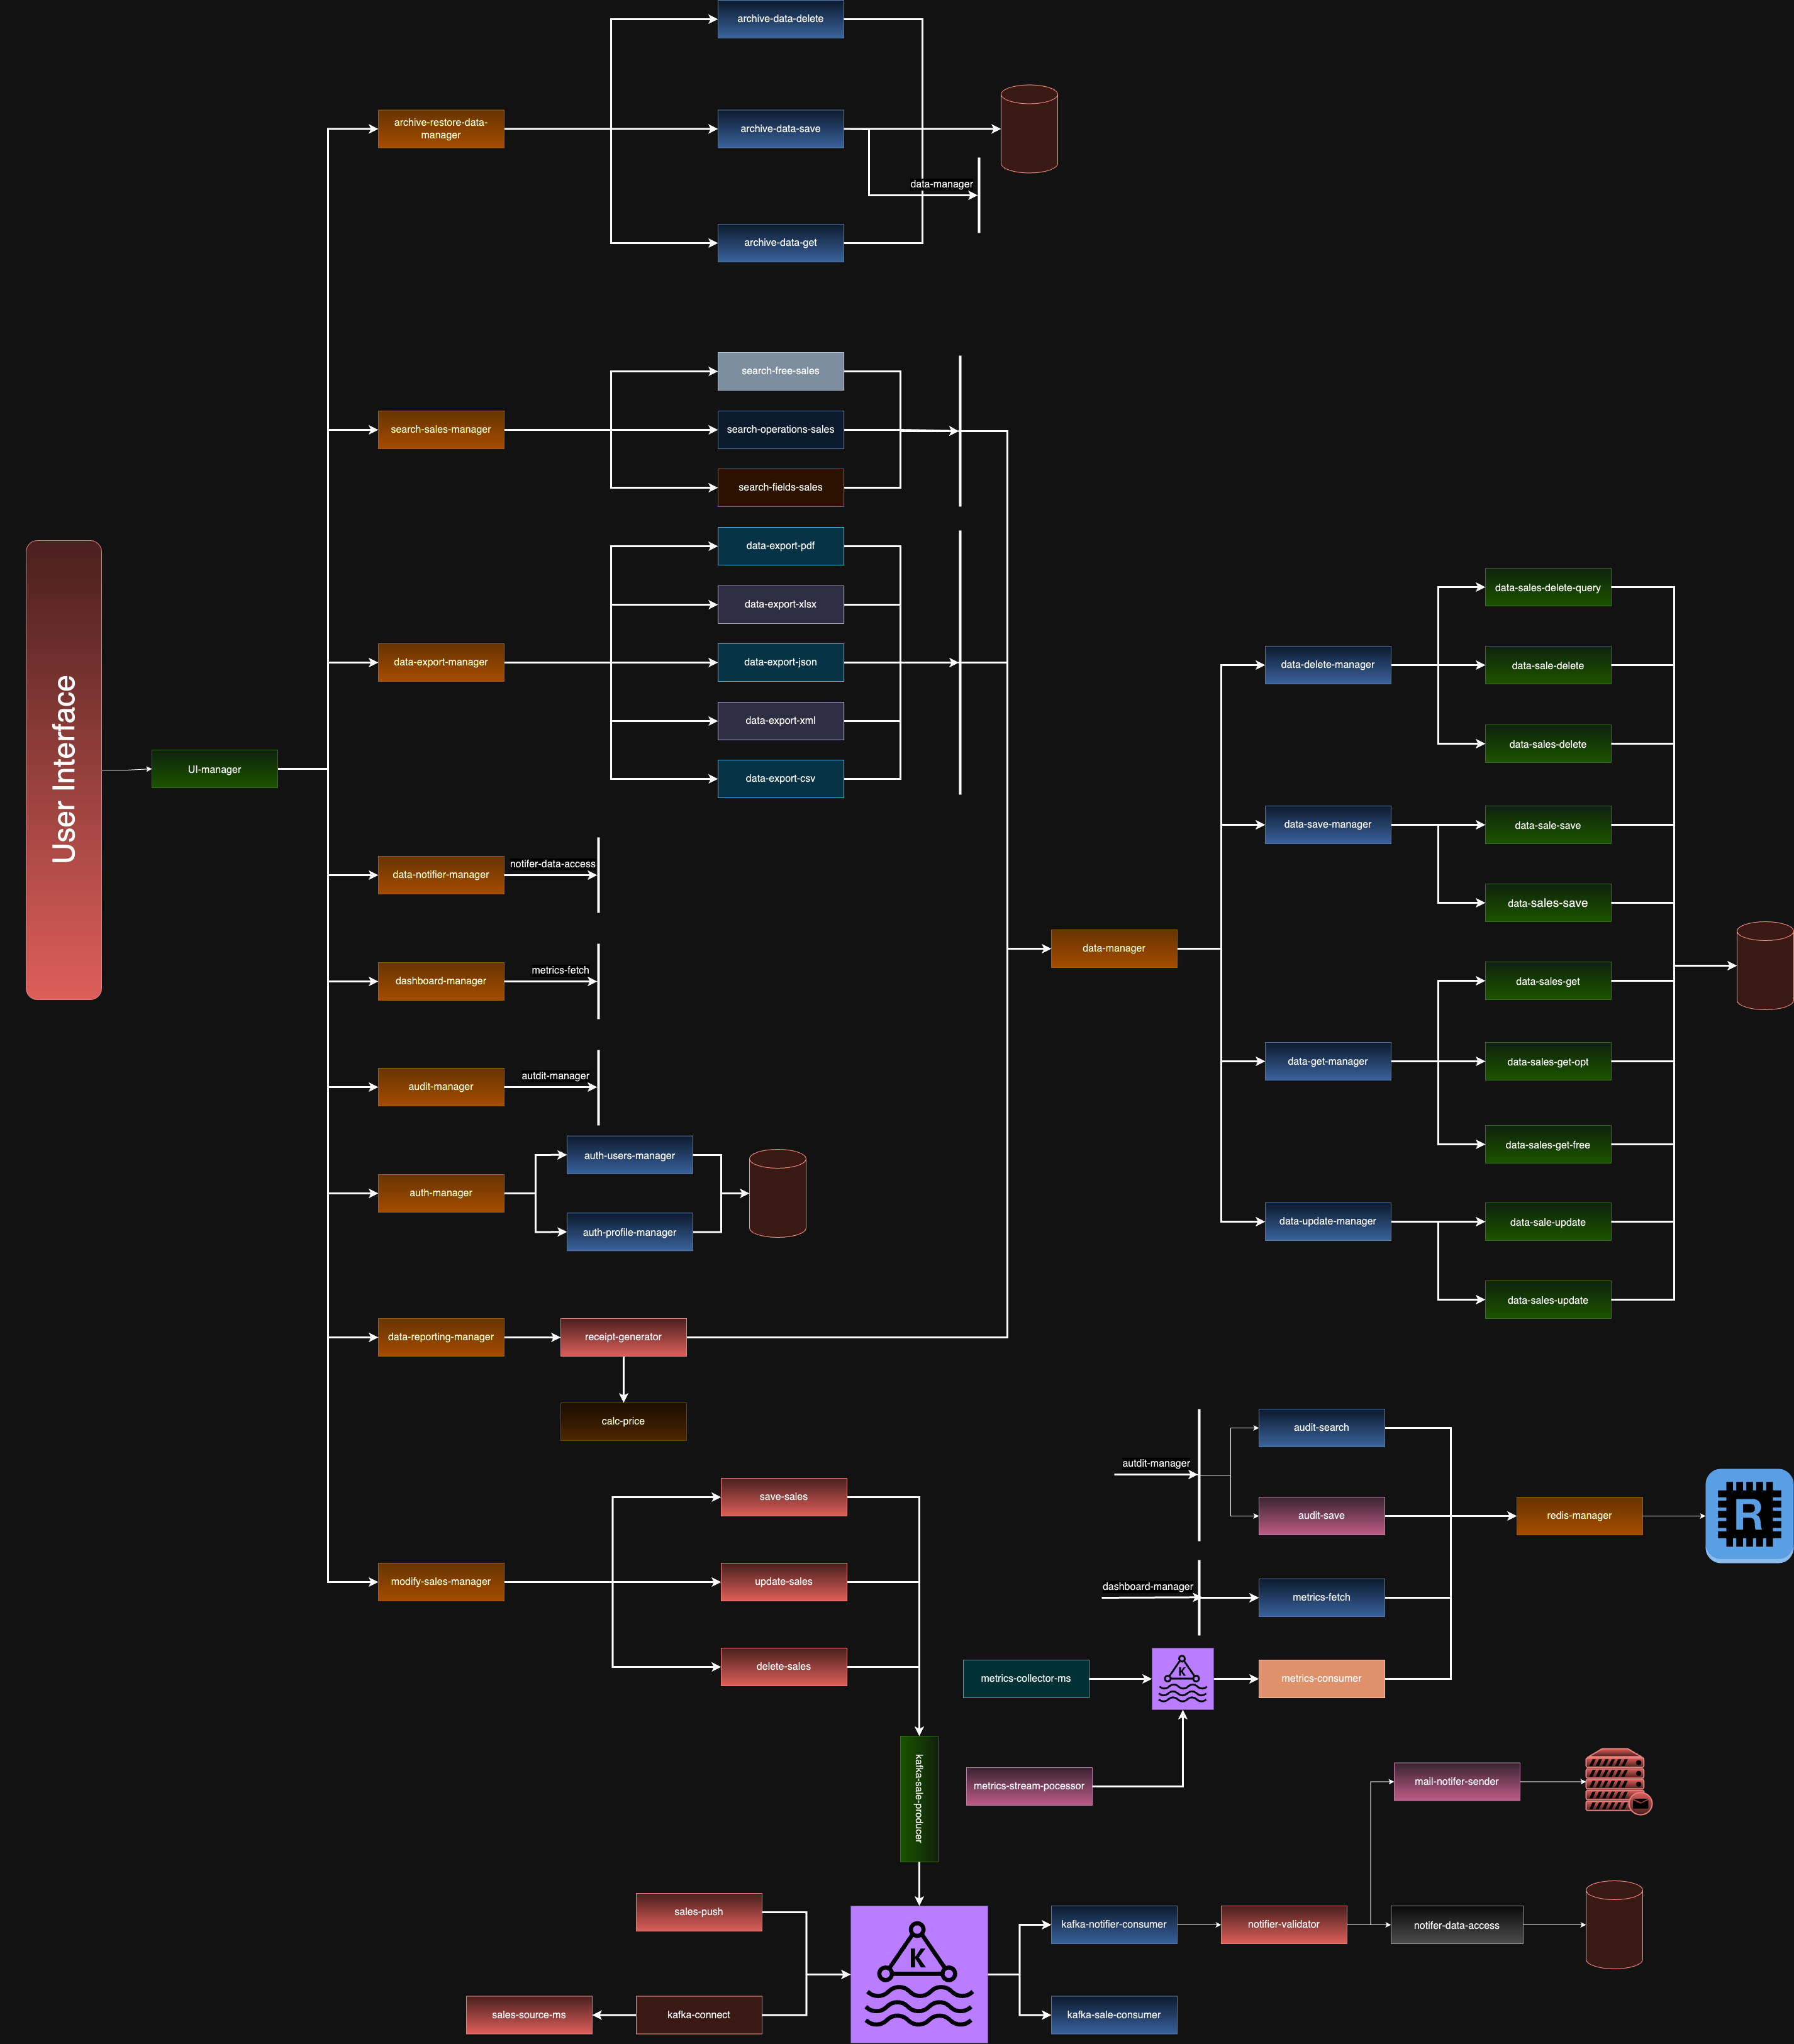 archive-data-delete
archive-restore-data-
manager
archive-data-save
data-manager
archive-data-get
search-free-sales
search-sales-manager
search-operations-sales
search-fields-sales
data-export-pdf
data-export-xlsx
data-export-manager
data-export-json
data-export-xml
data-export-csv
User Interface
UI-manager
data-sales-delete-query
data-delete-manager
data-sale-delete
data-sales-delete
data-save-manager
data-sale-save
data-sales-save
data-notifier-manager
notifer-data-access
data-manager
dashboard-manager
metrics-fetch
data-sales-get
data-get-manager
data-sales-get-opt
data-sales-get-free
audit-manager
autdit-manager
auth-users-manager
auth-manager
auth-profile-manager
data-update-manager
data-sale-update
data-sales-update
data-reporting-manager
receipt-generator
calc-price
audit-search
autdit-manager
audit-save
redis-manager
R
save-sales
modify-sales-manager
update-sales
delete-sales
dashboard-manager
metrics-fetch
metrics-collector-ms
K
metrics-consumer
metrics-stream-pocessor
kafka-sale-producer
mail-notifer-sender
sales-push
K
kafka-notifier-consumer
notifier-validator
notifer-data-access
sales-source-ms
kafka-connect
kafka-sale-consumer